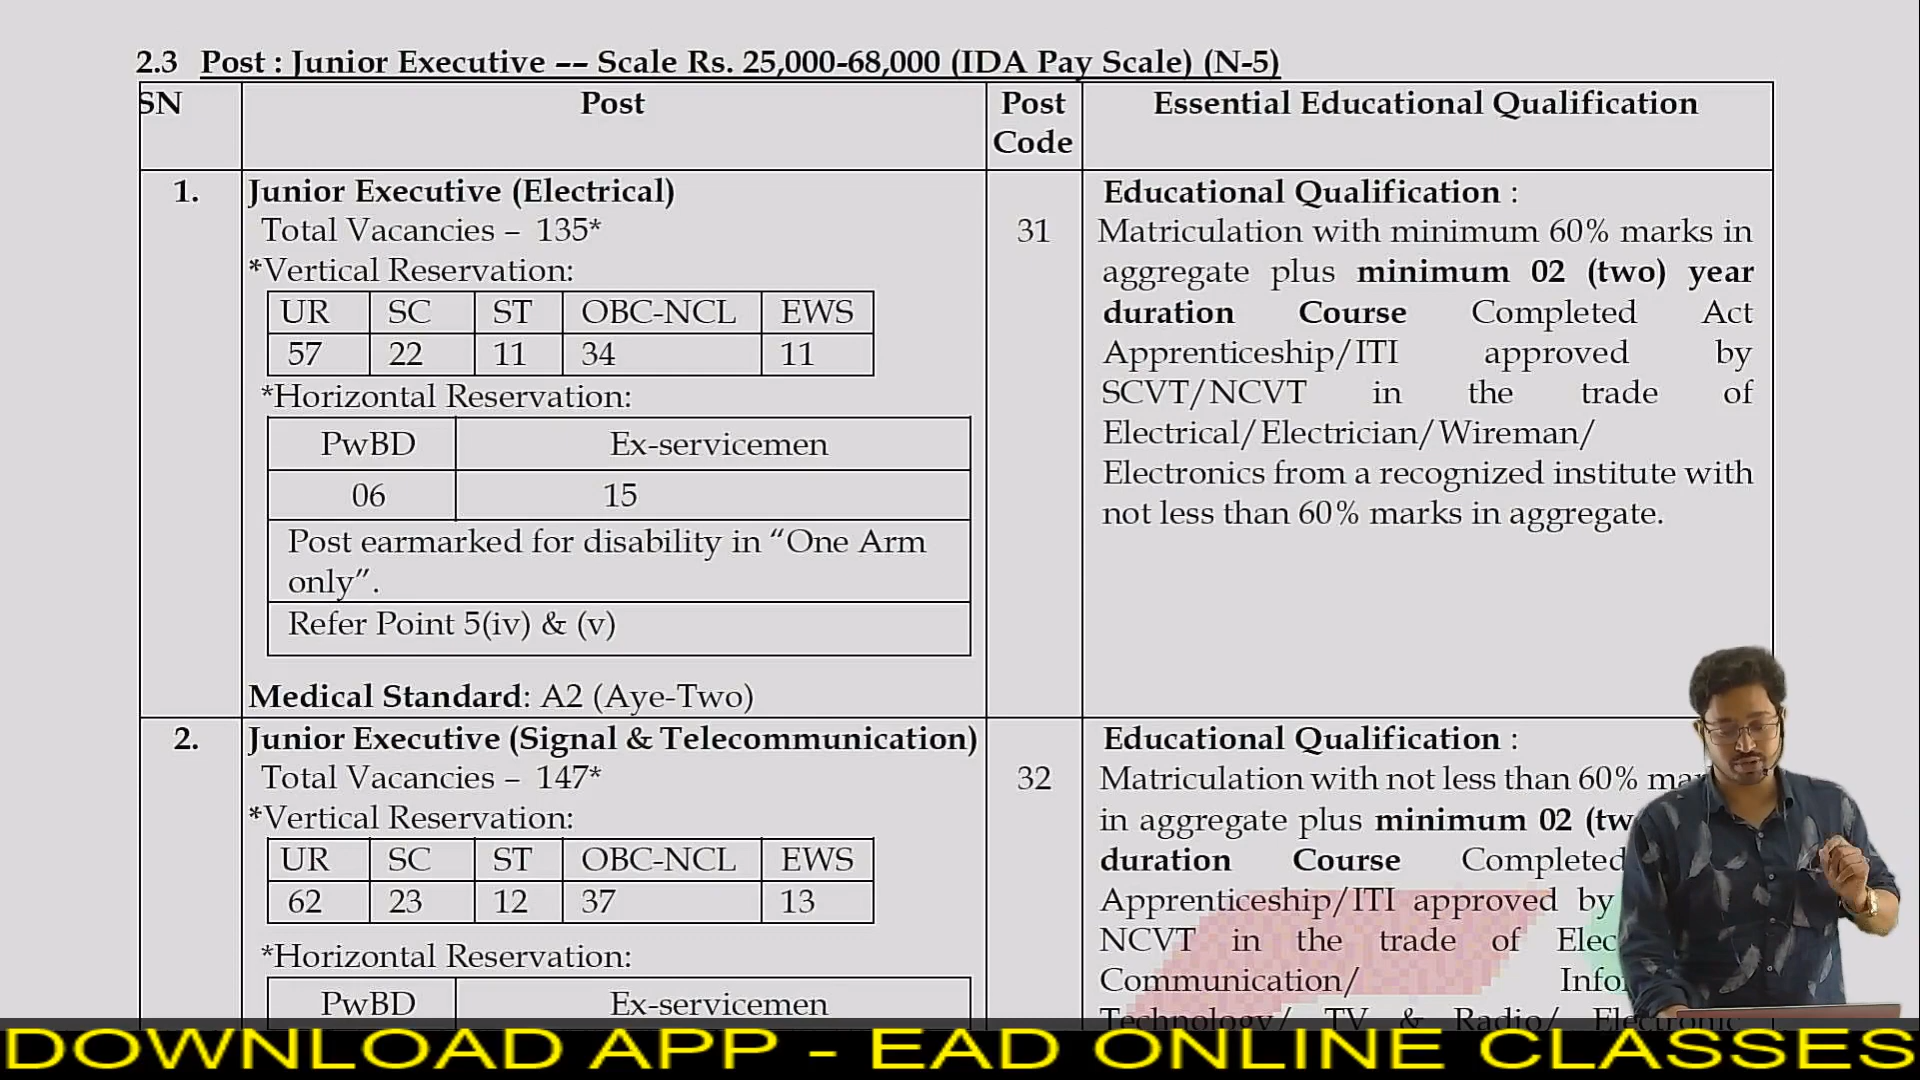 2.3 Post : Junior Executive –– Scale Rs. 25,000-68,000 (IDA Pay Scale) (N-5)
SN
Post
Post
Code
Essential Educational Qualification
1.
Junior Executive (Electrical)
Total Vacancies – 135*
*Vertical Reservation:
UR SC ST OBC-NCL EWS
57 22 11 34 11
*Horizontal Reservation:
PwBD Ex-servicemen
06 15
Post earmarked for disability in “One Arm
only”.
Refer Point 5(iv) & (v)
Medical Standard: A2 (Aye-Two)
31
Educational Qualification :
Matriculation with minimum 60% marks in
aggregate plus minimum 02 (two) year
duration Course Completed Act
Apprenticeship/ITI approved by
SCVT/NCVT in the trade of
Electrical/Electrician/Wireman/
Electronics from a recognized institute with
not less than 60% marks in aggregate.
2.
Junior Executive (Signal & Telecommunication)
Total Vacancies – 147*
*Vertical Reservation:
UR SC ST OBC-NCL EWS
62 23 12 37 13
*Horizontal Reservation:
PwBD Ex-servicemen
32
Educational Qualification :
Matriculation with not less than 60%
in aggregate plus minimum 02
duration Course Completed
Apprenticeship/ITI approved by
NCVT in the trade of
Communication/
Technology/ TV & Radio/
DOWNLOAD APP - EAD ONLINE CLASSES